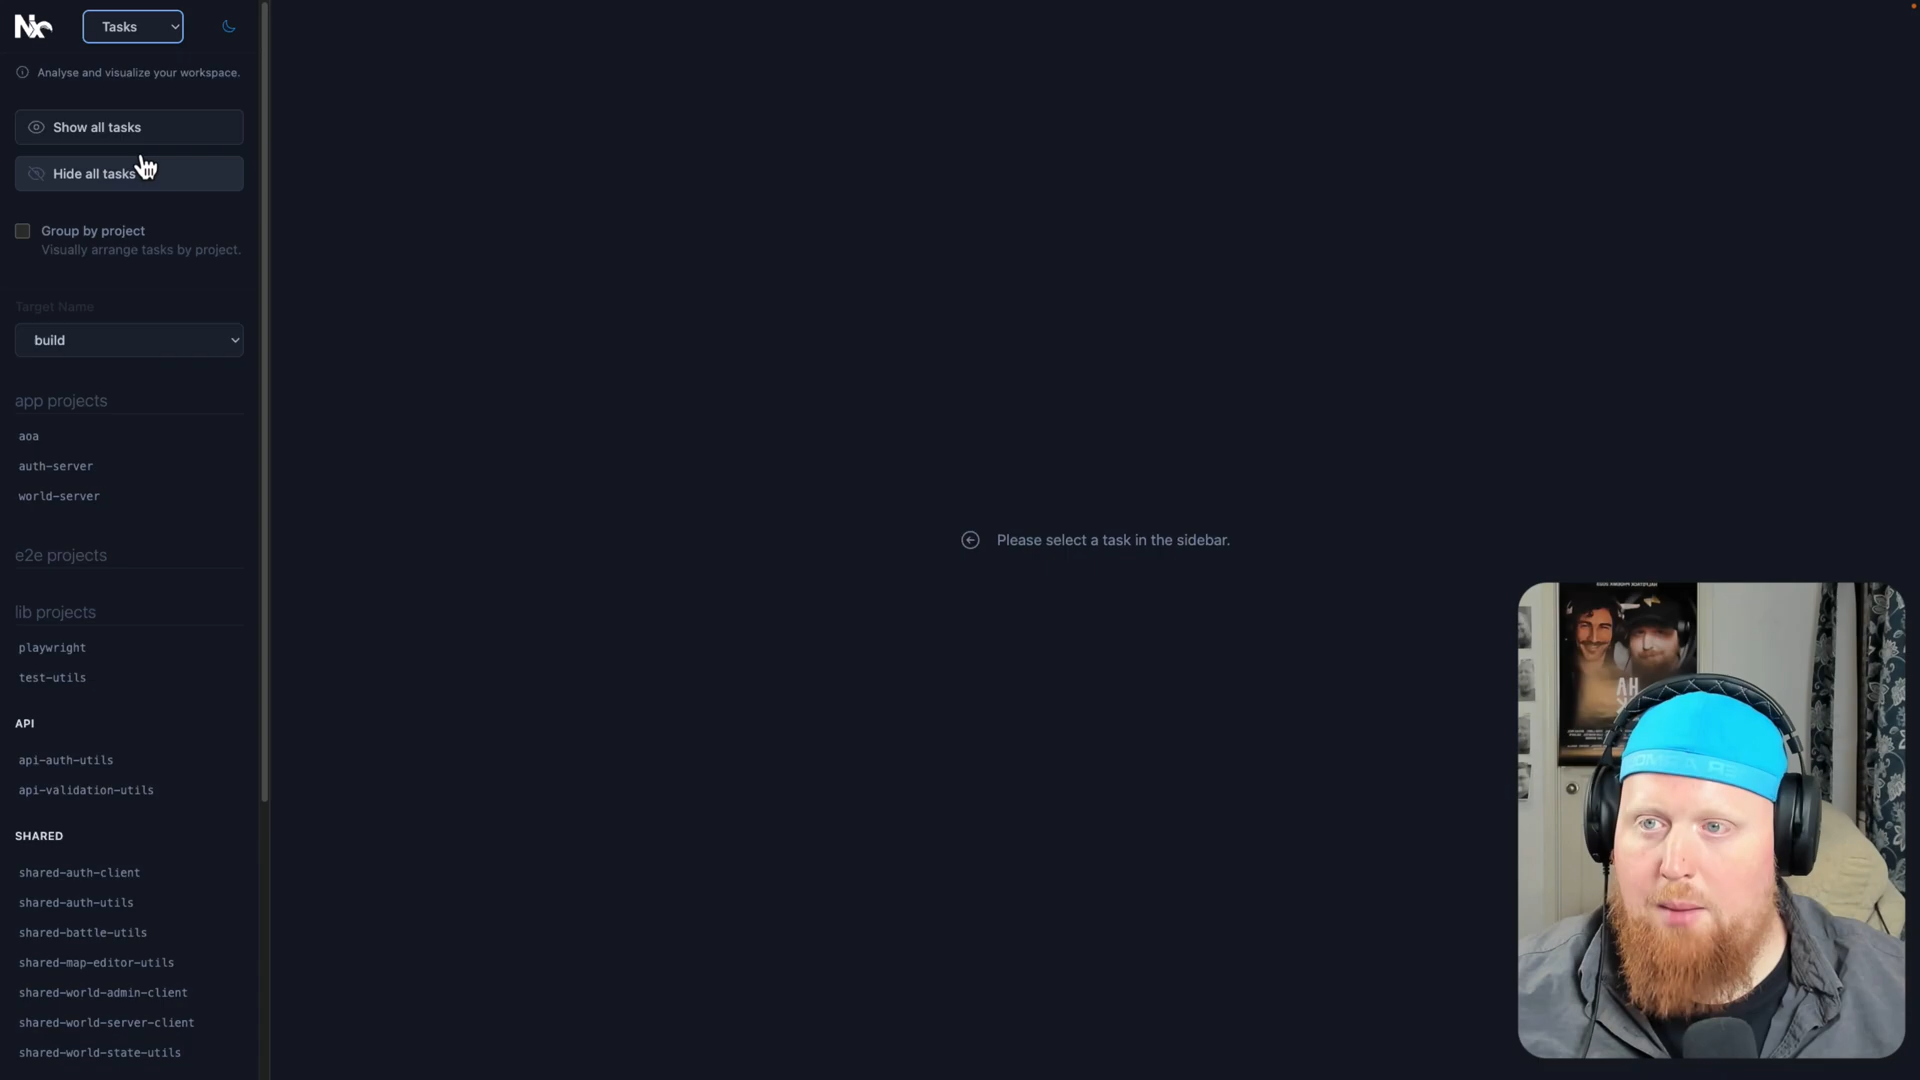 Nx
Tasks
Analyse and visualize your workspace.
Show all tasks
Hide all tasks
Group by project
Visually arrange tasks by project.
Target Name
build
app projects
aoa
auth-server
world-server
e2e projects
lib projects
playwright
test-utils
API
api-auth-utils
api-validation-utils
SHARED
shared-auth-client
shared-auth-utils
shared-battle-utils
shared-map-editor-utils
shared-world-admin-client
shared-world-server-client
shared-world-state-utils
Please select a task in the sidebar.